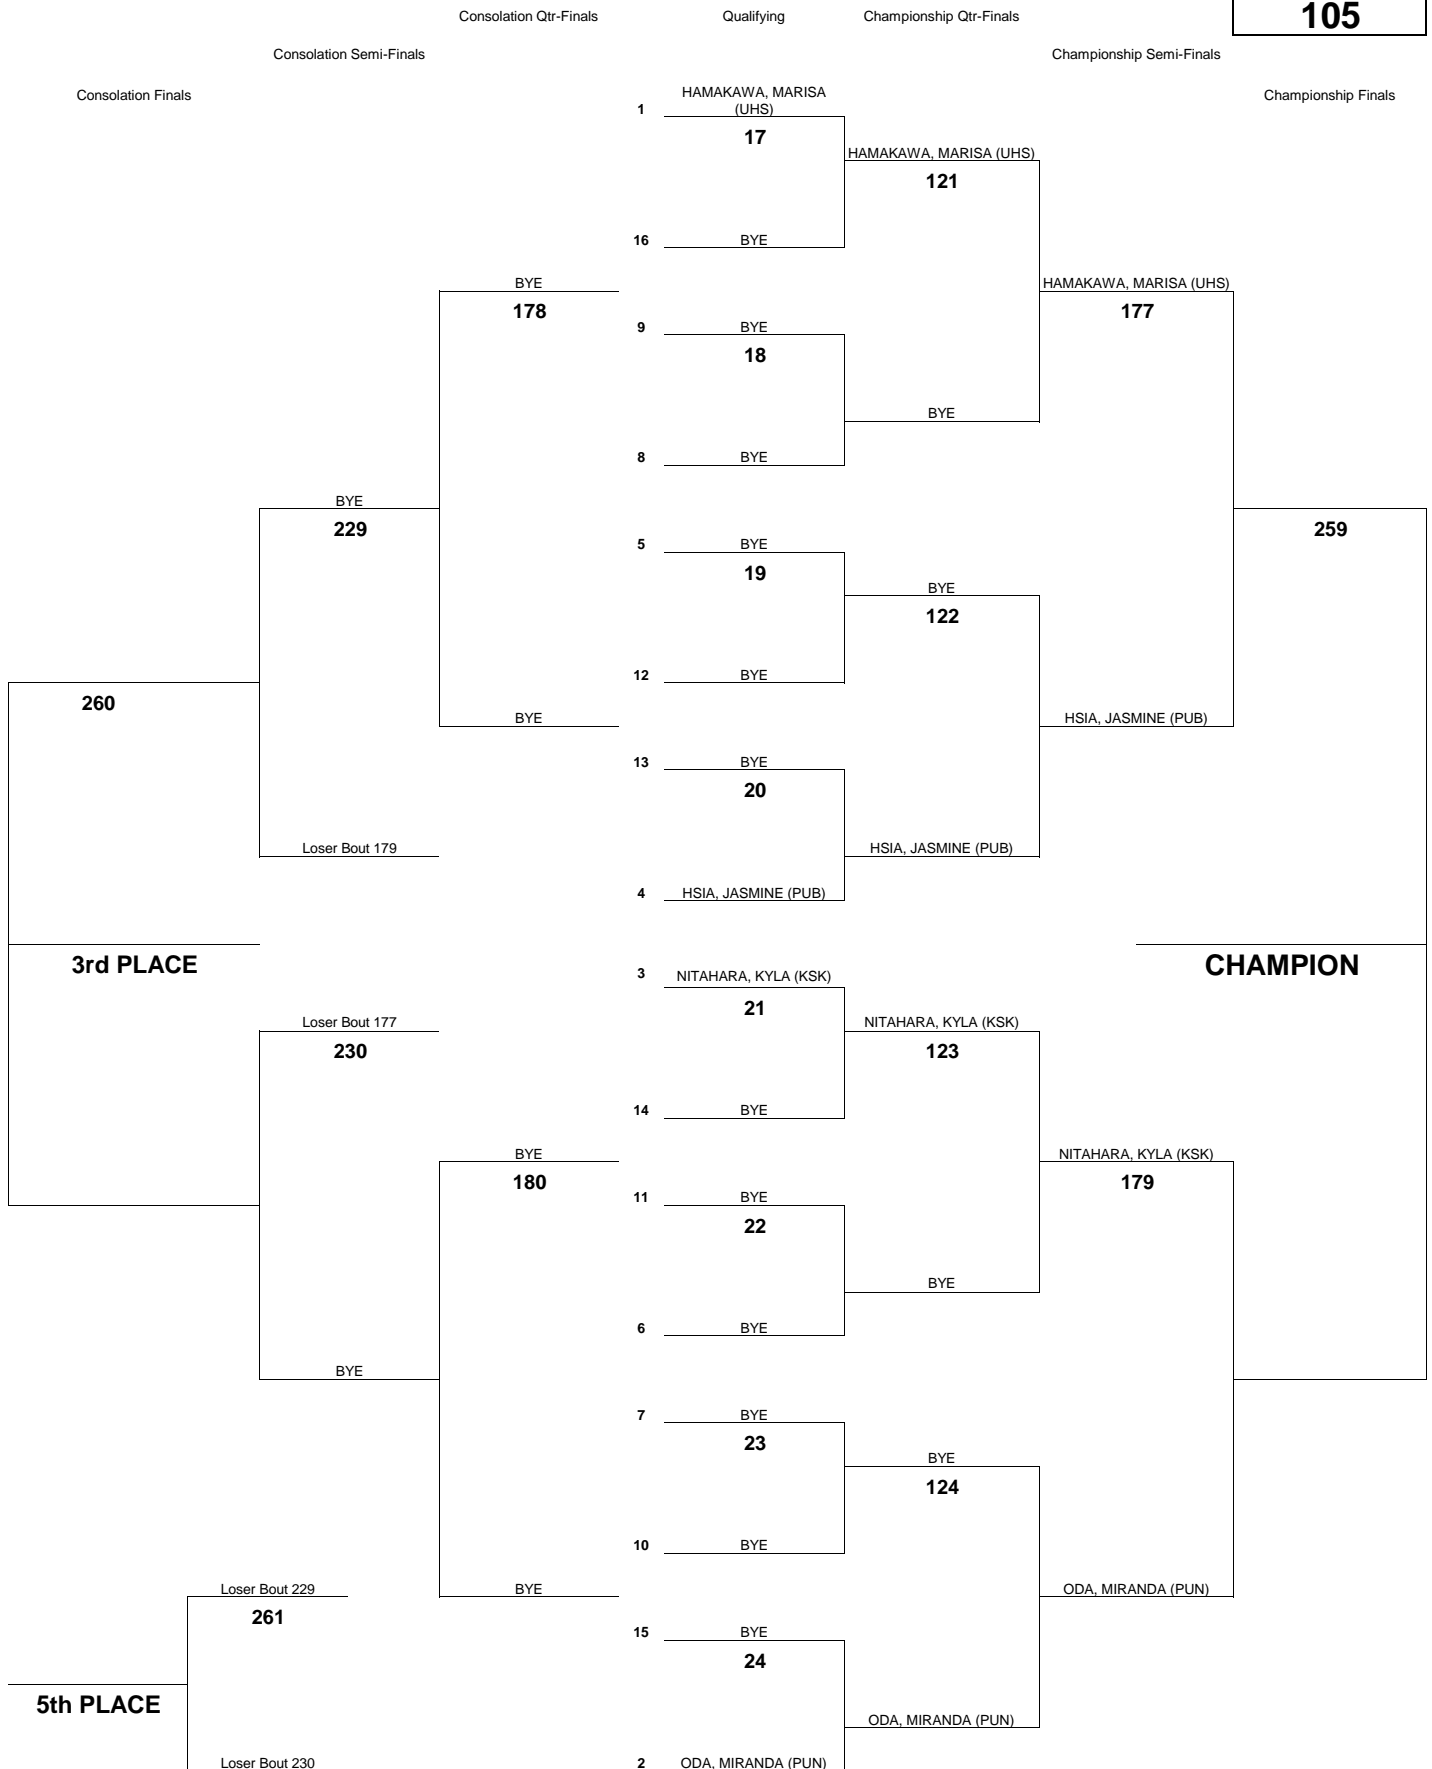 Consolation Qtr-Finals Qualifying Championship Qtr-Finals 105
Consolation Semi-Finals Championship Semi-Finals
Consolation Finals Championship Finals
HAMAKAWA, MARISA
1 (UHS)
17
HAMAKAWA, MARISA (UHS)
121
16 BYE
BYE HAMAKAWA, MARISA (UHS)
178 177
9 BYE
18
BYE
8 BYE
BYE
229 259
5 BYE
19
BYE
122
12 BYE
260
BYE HSIA, JASMINE (PUB)
13 BYE
20
Loser Bout 179 HSIA, JASMINE (PUB)
4 HSIA, JASMINE (PUB)
3rd PLACE CHAMPION
3 NITAHARA, KYLA (KSK)
21
Loser Bout 177 NITAHARA, KYLA (KSK)
230 123
14 BYE
BYE NITAHARA, KYLA (KSK)
180 179
11 BYE
22
BYE
6 BYE
BYE
7 BYE
23
BYE
124
10 BYE
Loser Bout 229 BYE ODA, MIRANDA (PUN)
261
15 BYE
24
5th PLACE
ODA, MIRANDA (PUN)
Loser Bout 230 2 ODA, MIRANDA (PUN)